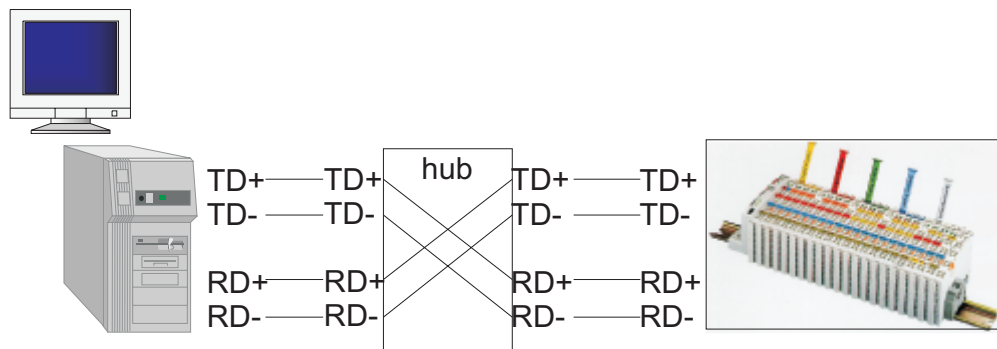 hub
TD+ TD+ TD+ TD+
TD- TD- TD- TD-
RD+ RD+ RD+ RD+
RD- RD- RD- RD-